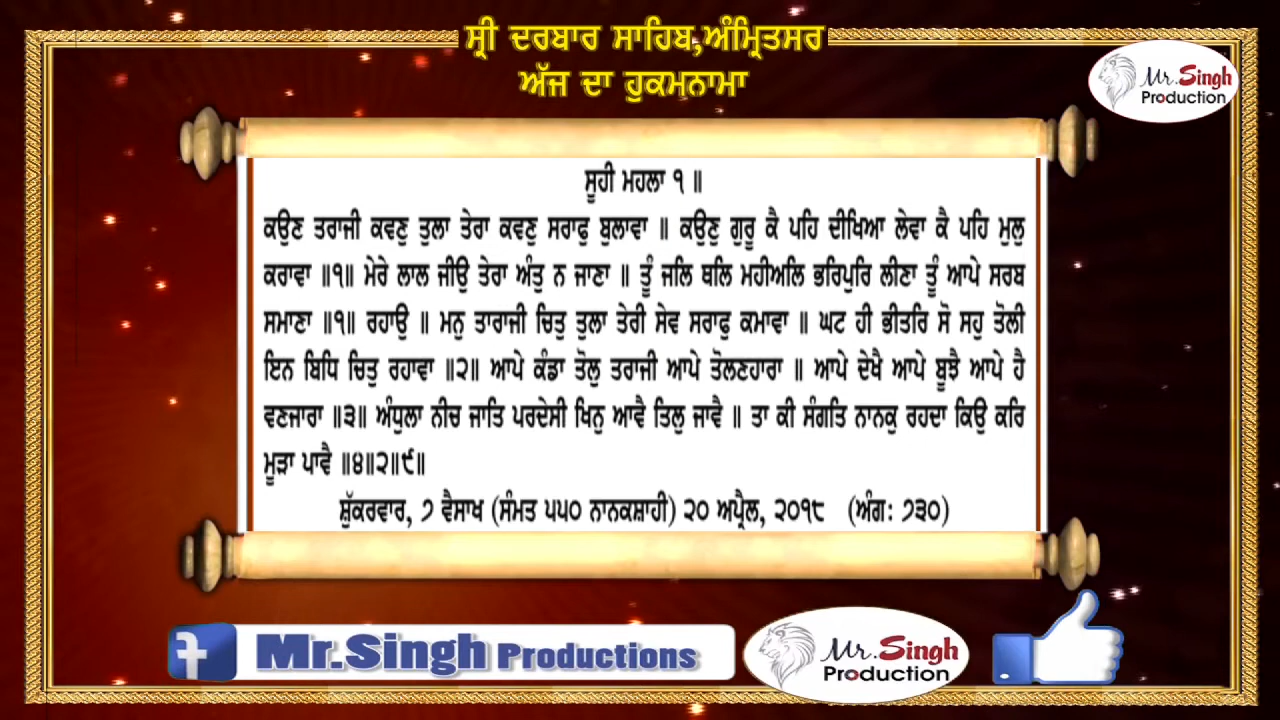 ਸ੍ਰੀ ਦਰਬਾਰ ਸਾਹਿਬ,ਅੰਮ੍ਰਿਤਸਰ
ਅੱਜ ਦਾ ਹੁਕਮਨਾਮਾ
Mr.Singh
Production
ਸੂਹੀ ਮਹਲਾ ੧ ॥
ਕਉਣ ਤਰਾਜੀ ਕਵਣੁ ਤੁਲਾ ਤੇਰਾ ਕਵਣੁ ਸਰਾਫੁ ਬੁਲਾਵਾ ॥ ਕਉਣੁ ਗੁਰੂ ਕੈ ਪਹਿ ਦੀਖਿਆ ਲੇਵਾ ਕੈ ਪਹਿ ਮੁਲੁ
ਕਰਾਵਾ ॥੧॥ ਮੇਰੇ ਲਾਲ ਜੀਉ ਤੇਰਾ ਅੰਤੁ ਨ ਜਾਣਾ ॥ ਤੂੰ ਜਲਿ ਥਲਿ ਮਹੀਅਲਿ ਭਰਿਪੁਰਿ ਲੀਣਾ ਤੂੰ ਆਪੇ ਸਰਬ
ਸਮਾਣਾ ॥੧॥ ਰਹਾਉ ॥ ਮਨੁ ਤਾਰਾਜੀ ਚਿਤੁ ਤੁਲਾ ਤੇਰੀ ਸੇਵ ਸਰਾਫੁ ਕਮਾਵਾ ॥ ਘਟ ਹੀ ਭੀਤਰਿ ਸੋ ਸਹੁ ਤੋਲੀ
ਇਨ ਬਿਧਿ ਚਿਤੁ ਰਹਾਵਾ ॥੨॥ ਆਪੇ ਕੰਡਾ ਤੋਲੁ ਤਰਾਜੀ ਆਪੇ ਤੋਲਣਹਾਰਾ ॥ ਆਪੇ ਦੇਖੈ ਆਪੇ ਬੂਝੈ ਆਪੇ ਹੈ
ਵਣਜਾਰਾ ॥੩॥ ਅੰਧੁਲਾ ਨੀਚ ਜਾਤਿ ਪਰਦੇਸੀ ਖਿਨੁ ਆਵੈ ਤਿਲੁ ਜਾਵੈ ॥ ਤਾ ਕੀ ਸੰਗਤਿ ਨਾਨਕੁ ਰਹਦਾ ਕਿਉ ਕਰਿ
ਮੂੜਾ ਪਾਵੈ ॥੪॥੨॥੯॥
ਸ਼ੁੱਕਰਵਾਰ, ੭ ਵੈਸਾਖ (ਸੰਮਤ ੫੫੦ ਨਾਨਕਸ਼ਾਹੀ) ੨੦ ਅਪ੍ਰੈਲ, ੨੦੧੮ (ਅੰਗ: ੭੩੦)
Mr.Singh Productions
Mr.Singh
Production